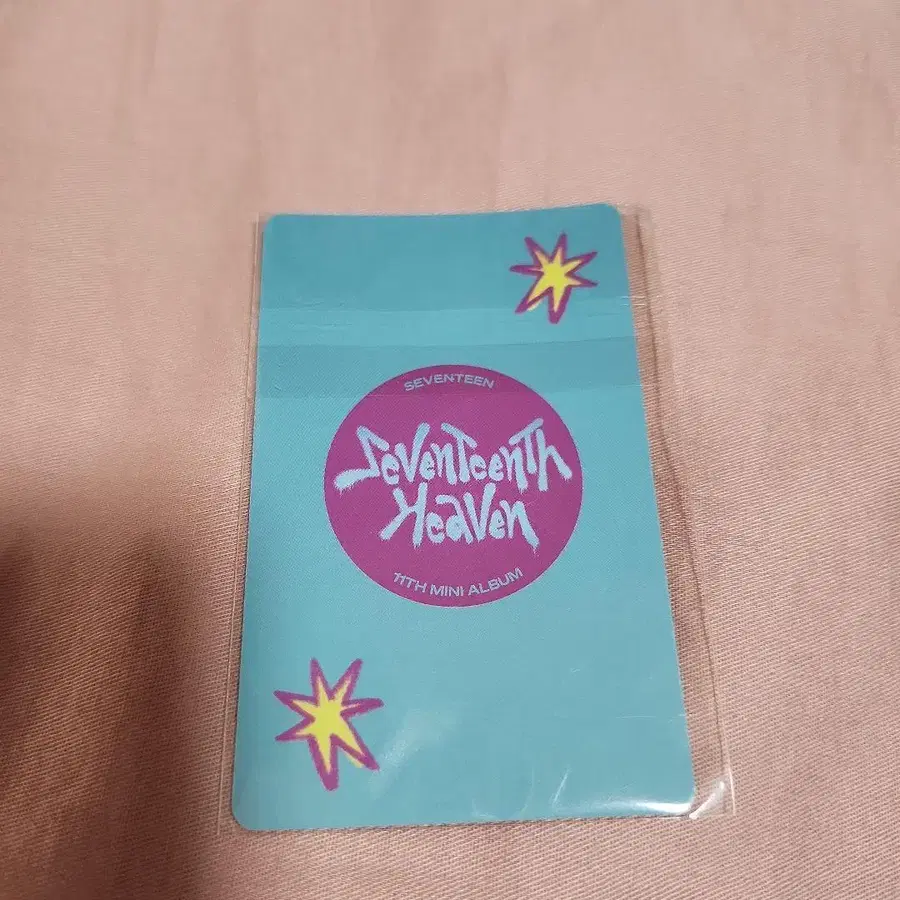 SEVENTEEN
Seventeenth
Heaven
11TH MINI ALBUM